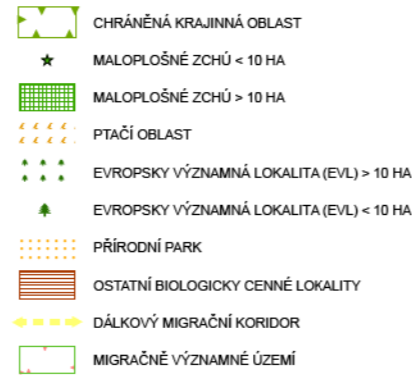 CHRÁNĚNÁ KRAJINNÁ OBLAST
MALOPLOŠNÉ ZCHÚ < 10 HA
MALOPLOŠNÉ ZCHÚ > 10 HA
PTAČÍ OBLAST
EVROPSKY VÝZNAMNÁ LOKALITA (EVL) > 10 HA
EVROPSKY VÝZNAMNÁ LOKALITA (EVL) < 10 HA
PŘÍRODNÍ PARK
OSTATNÍ BIOLOGICKY CENNÉ LOKALITY
DÁLKOVÝ MIGRAČNÍ KORIDOR
MIGRAČNĚ VÝZNAMNÉ ÚZEMÍ